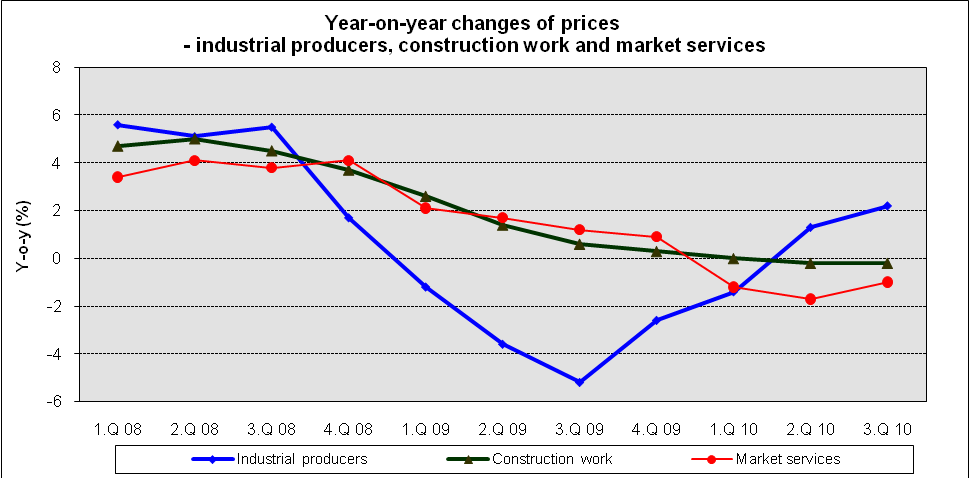 Year-on-year changes of prices
- industrial producers, construction work and market services
8
6
4
2
0
-2
-4
-6
Y-o-y (%)
1.Q 08 2.Q 08 3.Q 08 4.Q 08 1.Q 09 2.Q 09 3.Q 09 4.Q 09 1.Q 10 2.Q 10 3.Q 10
Industrial producers Construction work Market services